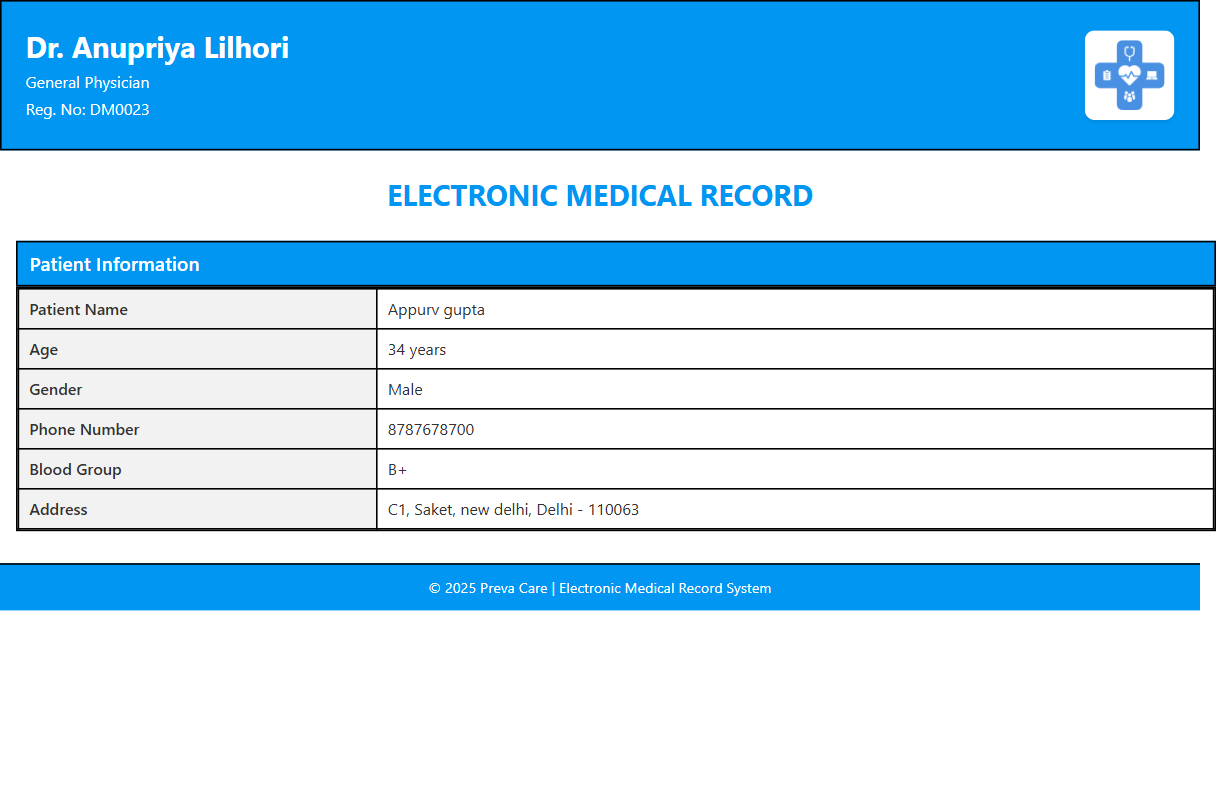 Dr. Anupriya Lilhori
General Physician
Reg. No: DM0023
ELECTRONIC MEDICAL RECORD
Patient Information
Patient Name Appurv gupta
Age 34 years
Gender Male
Phone Number 8787678700
Blood Group B+
Address C1, Saket, new delhi, Delhi - 110063
© 2025 Preva Care | Electronic Medical Record System